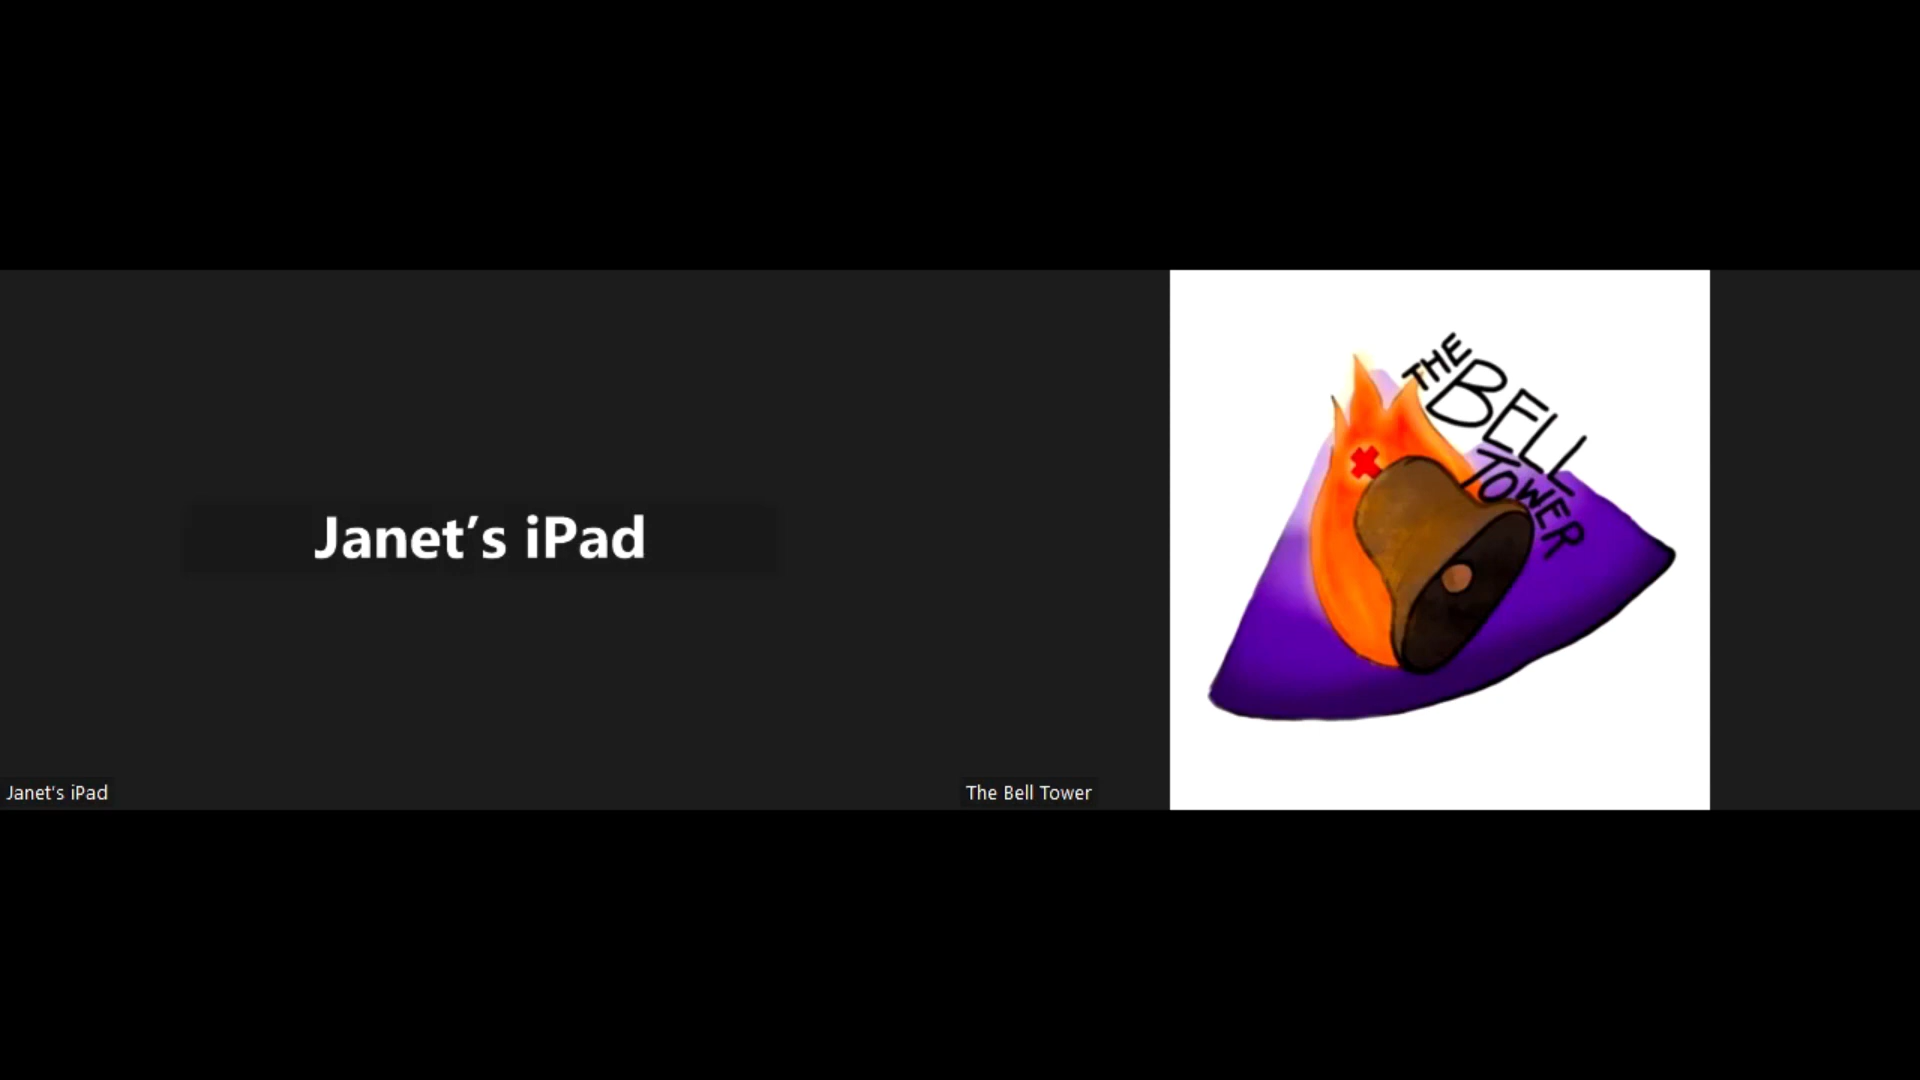 Janet’s iPad
Janet's iPad
The Bell Tower
THE
BELL
TOWER